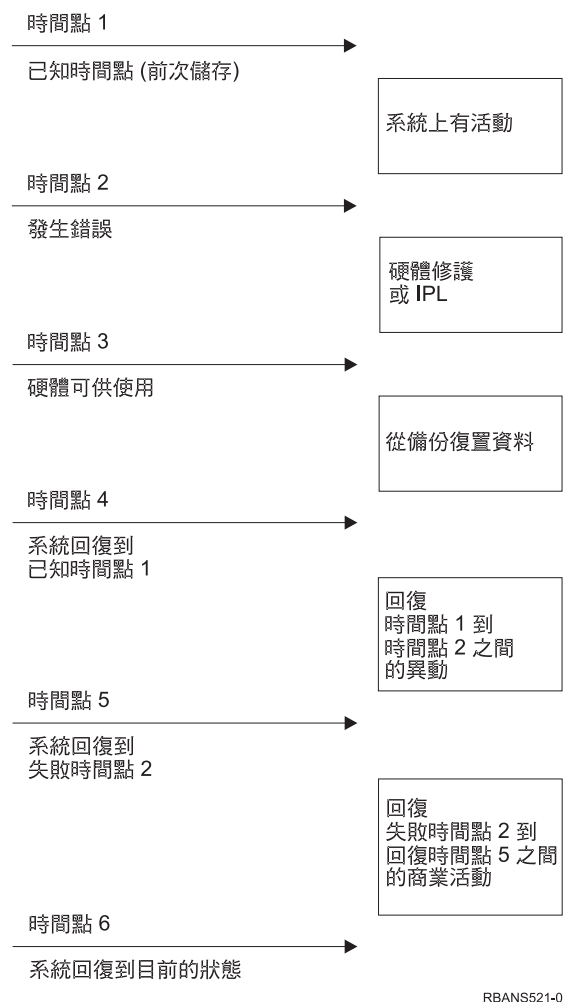 時間點 1
已知時間點 (前次儲存)
系統上有活動
時間點 2
發生錯誤
硬體修護
或 IPL
時間點 3
硬體可供使用
從備份復置資料
時間點 4
系統回復到
已知時間點 1
回復
時間點 1 到
時間點 2 之間
的異動
時間點 5
系統回復到
失敗時間點 2
回復
失敗時間點 2 到
回復時間點 5 之間
的商業活動
時間點 6
系統回復到目前的狀態
RBANS521-0